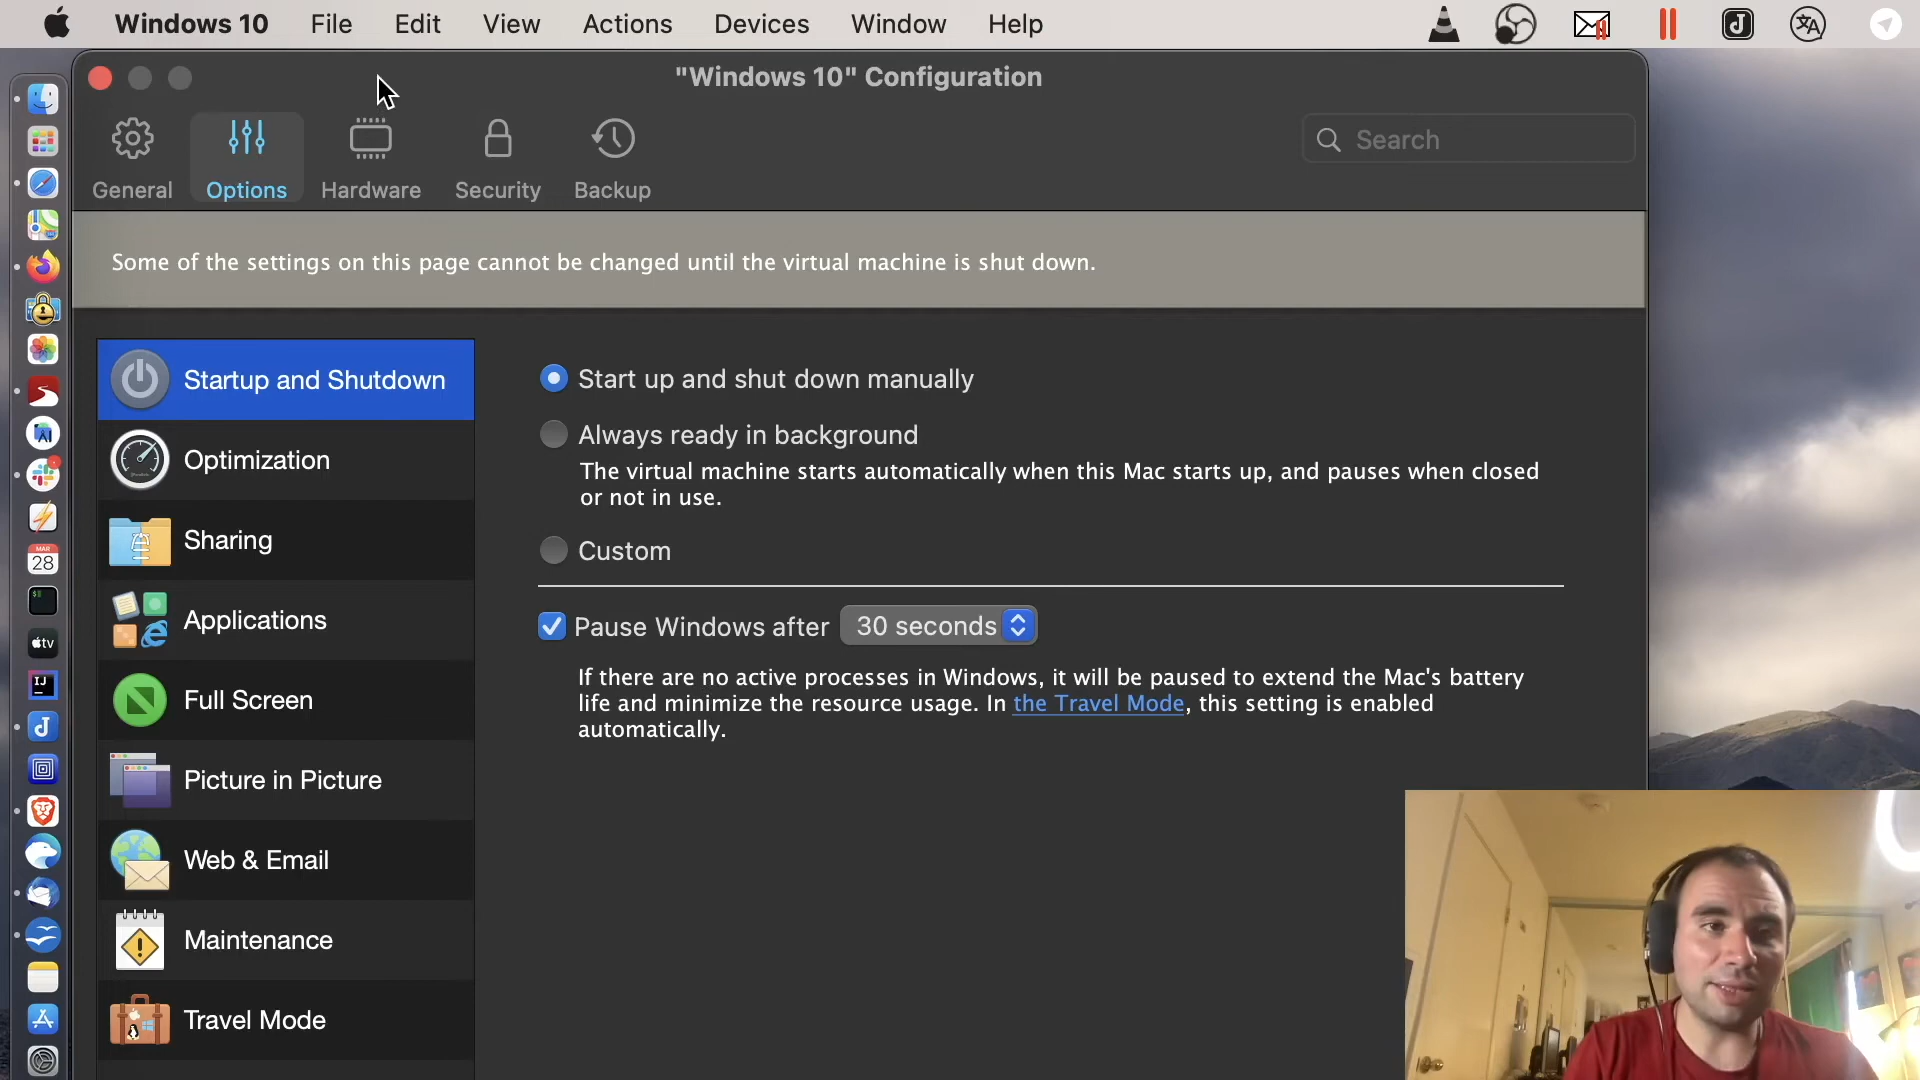 Windows 10 File Edit View Actions Devices Window Help
"Windows 10" Configuration
General Options Hardware Security Backup
Search
Some of the settings on this page cannot be changed until the virtual machine is shut down.
Startup and Shutdown
Optimization
Sharing
Applications
Full Screen
Picture in Picture
Web & Email
Maintenance
Travel Mode
Start up and shut down manually
Always ready in background
The virtual machine starts automatically when this Mac starts up, and pauses when closed
or not in use.
Custom
Pause Windows after 30 seconds
If there are no active processes in Windows, it will be paused to extend the Mac's battery
life and minimize the resource usage. In the Travel Mode, this setting is enabled
automatically.
MAR
28
tv
IJ
J
J